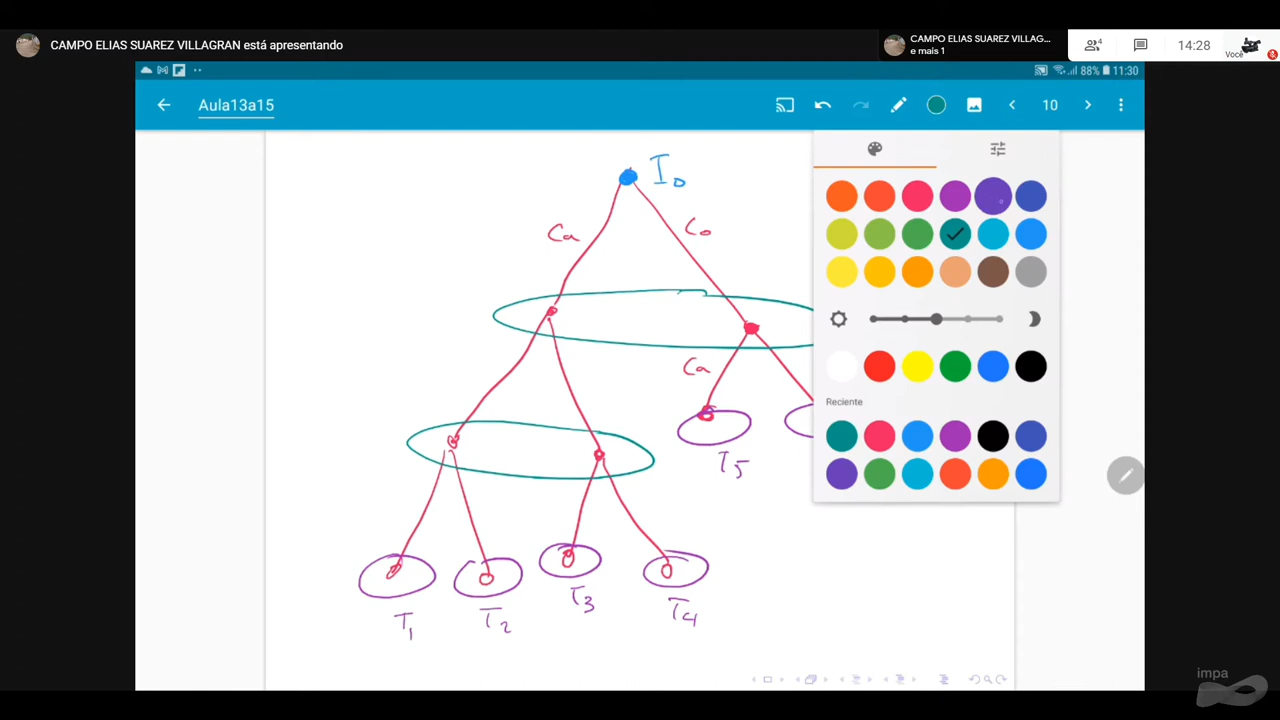 CAMPO ELIAS SUAREZ VILLAGRAN está apresentando
CAMPO ELIAS SUAREZ VILLAG...
e mais 1
4
14:28
Você
88% 11:30
Aula13a15
10
I0
Ca
Co
Ca
Reciente
T5
T1
T2
T3
T4
impa